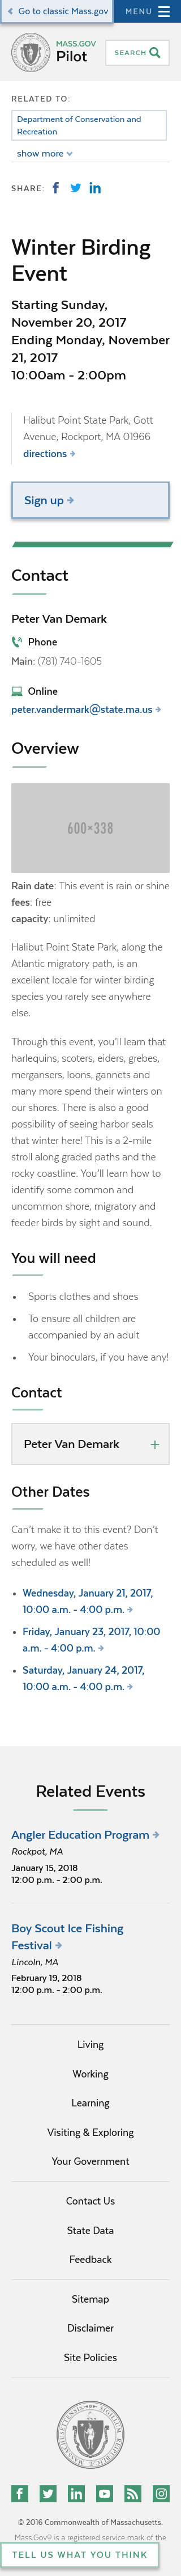 Go to classic Mass.gov
MENU
MASS.GOV
Pilot
SEARCH
RELATED TO:
Department of Conservation and
Recreation
show more
SHARE:
Winter Birding
Event
Starting Sunday,
November 20, 2017
Ending Monday, November
21, 2017
10:00am - 2:00pm
Halibut Point State Park, Gott
Avenue, Rockport, MA 01966
directions
Sign up
Contact
Peter Van Demark
Phone
Main: (781) 740-1605
Online
peter.vandermark@state.ma.us
Overview
600×338
Rain date: This event is rain or shine
fees: free
capacity: unlimited
Halibut Point State Park, along the
Atlantic migratory path, is an
excellent locale for winter birding
species you rarely see anywhere
else.
Through this event, you'll learn that
harlequins, scoters, eiders, grebes,
mergansers, loons, gannets and
many more spend their winters on
our shores. There is also a good
possibility of coming across birds
that winter here! This is a 2-mile
stroll along graded paths and the
rocky coastline. You'll learn how to
identify some common and
uncommon shore, migratory and
feeder birds by sight and sound.
You will need
Sports clothes and shoes
To ensure all children are
accompanied by an adult
Your binoculars, if you have any!
Contact
Peter Van Demark
Other Dates
Can't make it to this event? Don't
worry, we have other dates
scheduled as well!
Wednesday, January 21, 2017,
10:00 a.m. - 4:00 p.m.
Friday, January 23, 2017, 10:00
a.m. - 4:00 p.m.
Saturday, January 24, 2017,
10:00 a.m. - 4:00 p.m.
Related Events
Angler Education Program
Rockpot, MA
January 15, 2018
12:00 p.m. - 2:00 p.m.
Boy Scout Ice Fishing
Festival
Lincoln, MA
February 19, 2018
12:00 p.m. - 2:00 p.m.
Living
Working
Learning
Visiting & Exploring
Your Government
Contact Us
State Data
Feedback
Sitemap
Disclaimer
Site Policies
© 2016 Commonwealth of Massachusetts.
Mass.Gov® is a registered service mark of the
TELL US WHAT YOU THINK